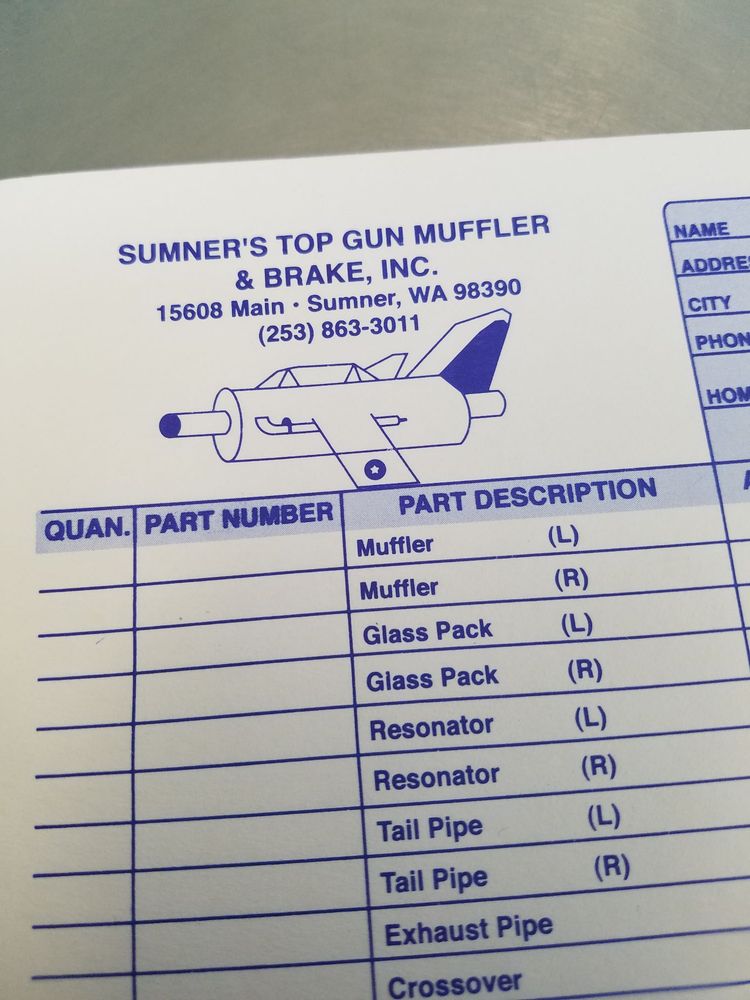 SUMNER'S TOP GUN MUFFLER
& BRAKE, INC.
15608 Main • Sumner, WA 98390
(253) 863-3011
NAME
CITY
QUAN. PART NUMBER PART DESCRIPTION
Muffler (L)
Muffler (R)
Glass Pack (L)
Glass Pack (R)
Resonator (L)
Resonator (R)
Tail Pipe (L)
Tail Pipe (R)
Exhaust Pipe
Crossover